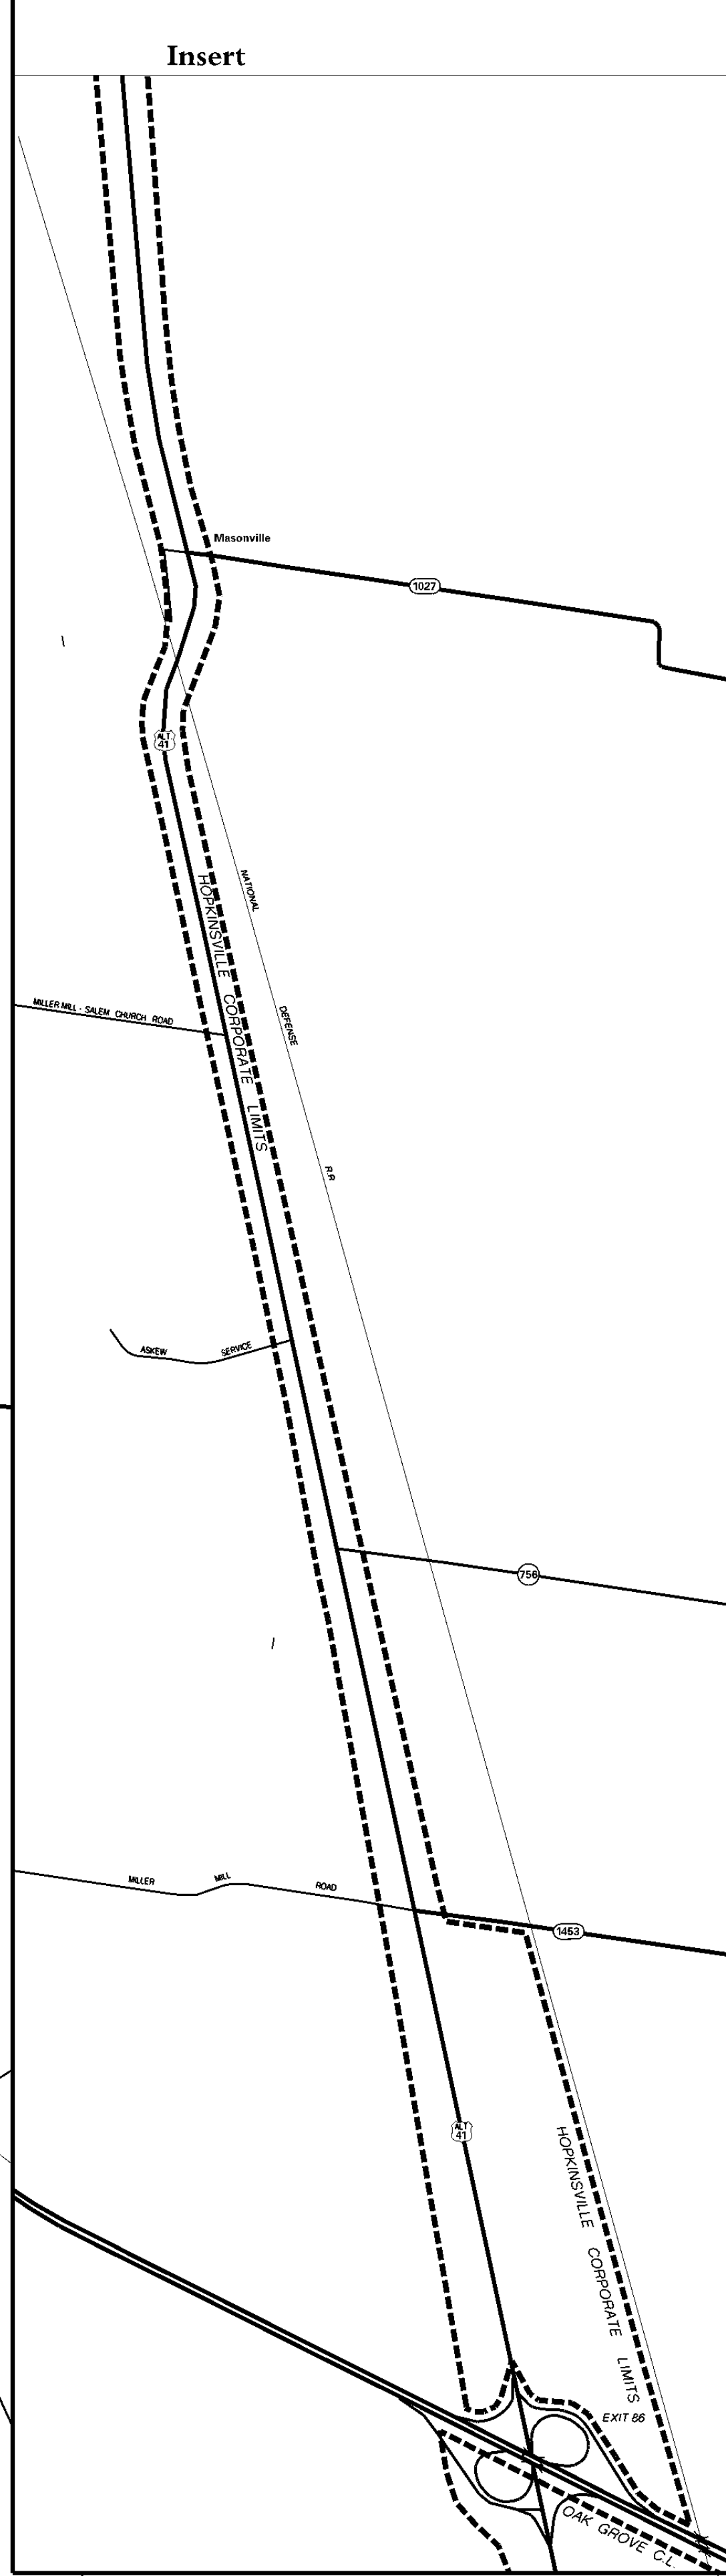 Insert
Masonville
1027
ALT.
41
HOPKINSVILLE CORPORATE LIMITS
NATIONAL DEFENSE R.R
MILLER MILL - SALEM CHURCH ROAD
ASKEW SERVICE
756
MILLER MILL ROAD
1453
ALT
41
HOPKINSVILLE CORPORATE LIMITS
EXIT 86
OAK GROVE C.L.